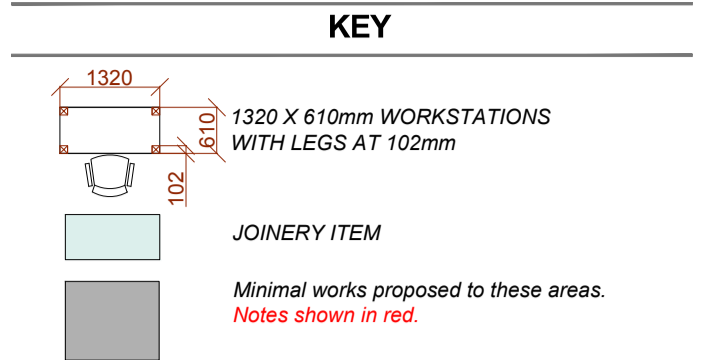 KEY
1320
610
102
1320 X 610mm WORKSTATIONS
WITH LEGS AT 102mm
JOINERY ITEM
Minimal works proposed to these areas.
Notes shown in red.